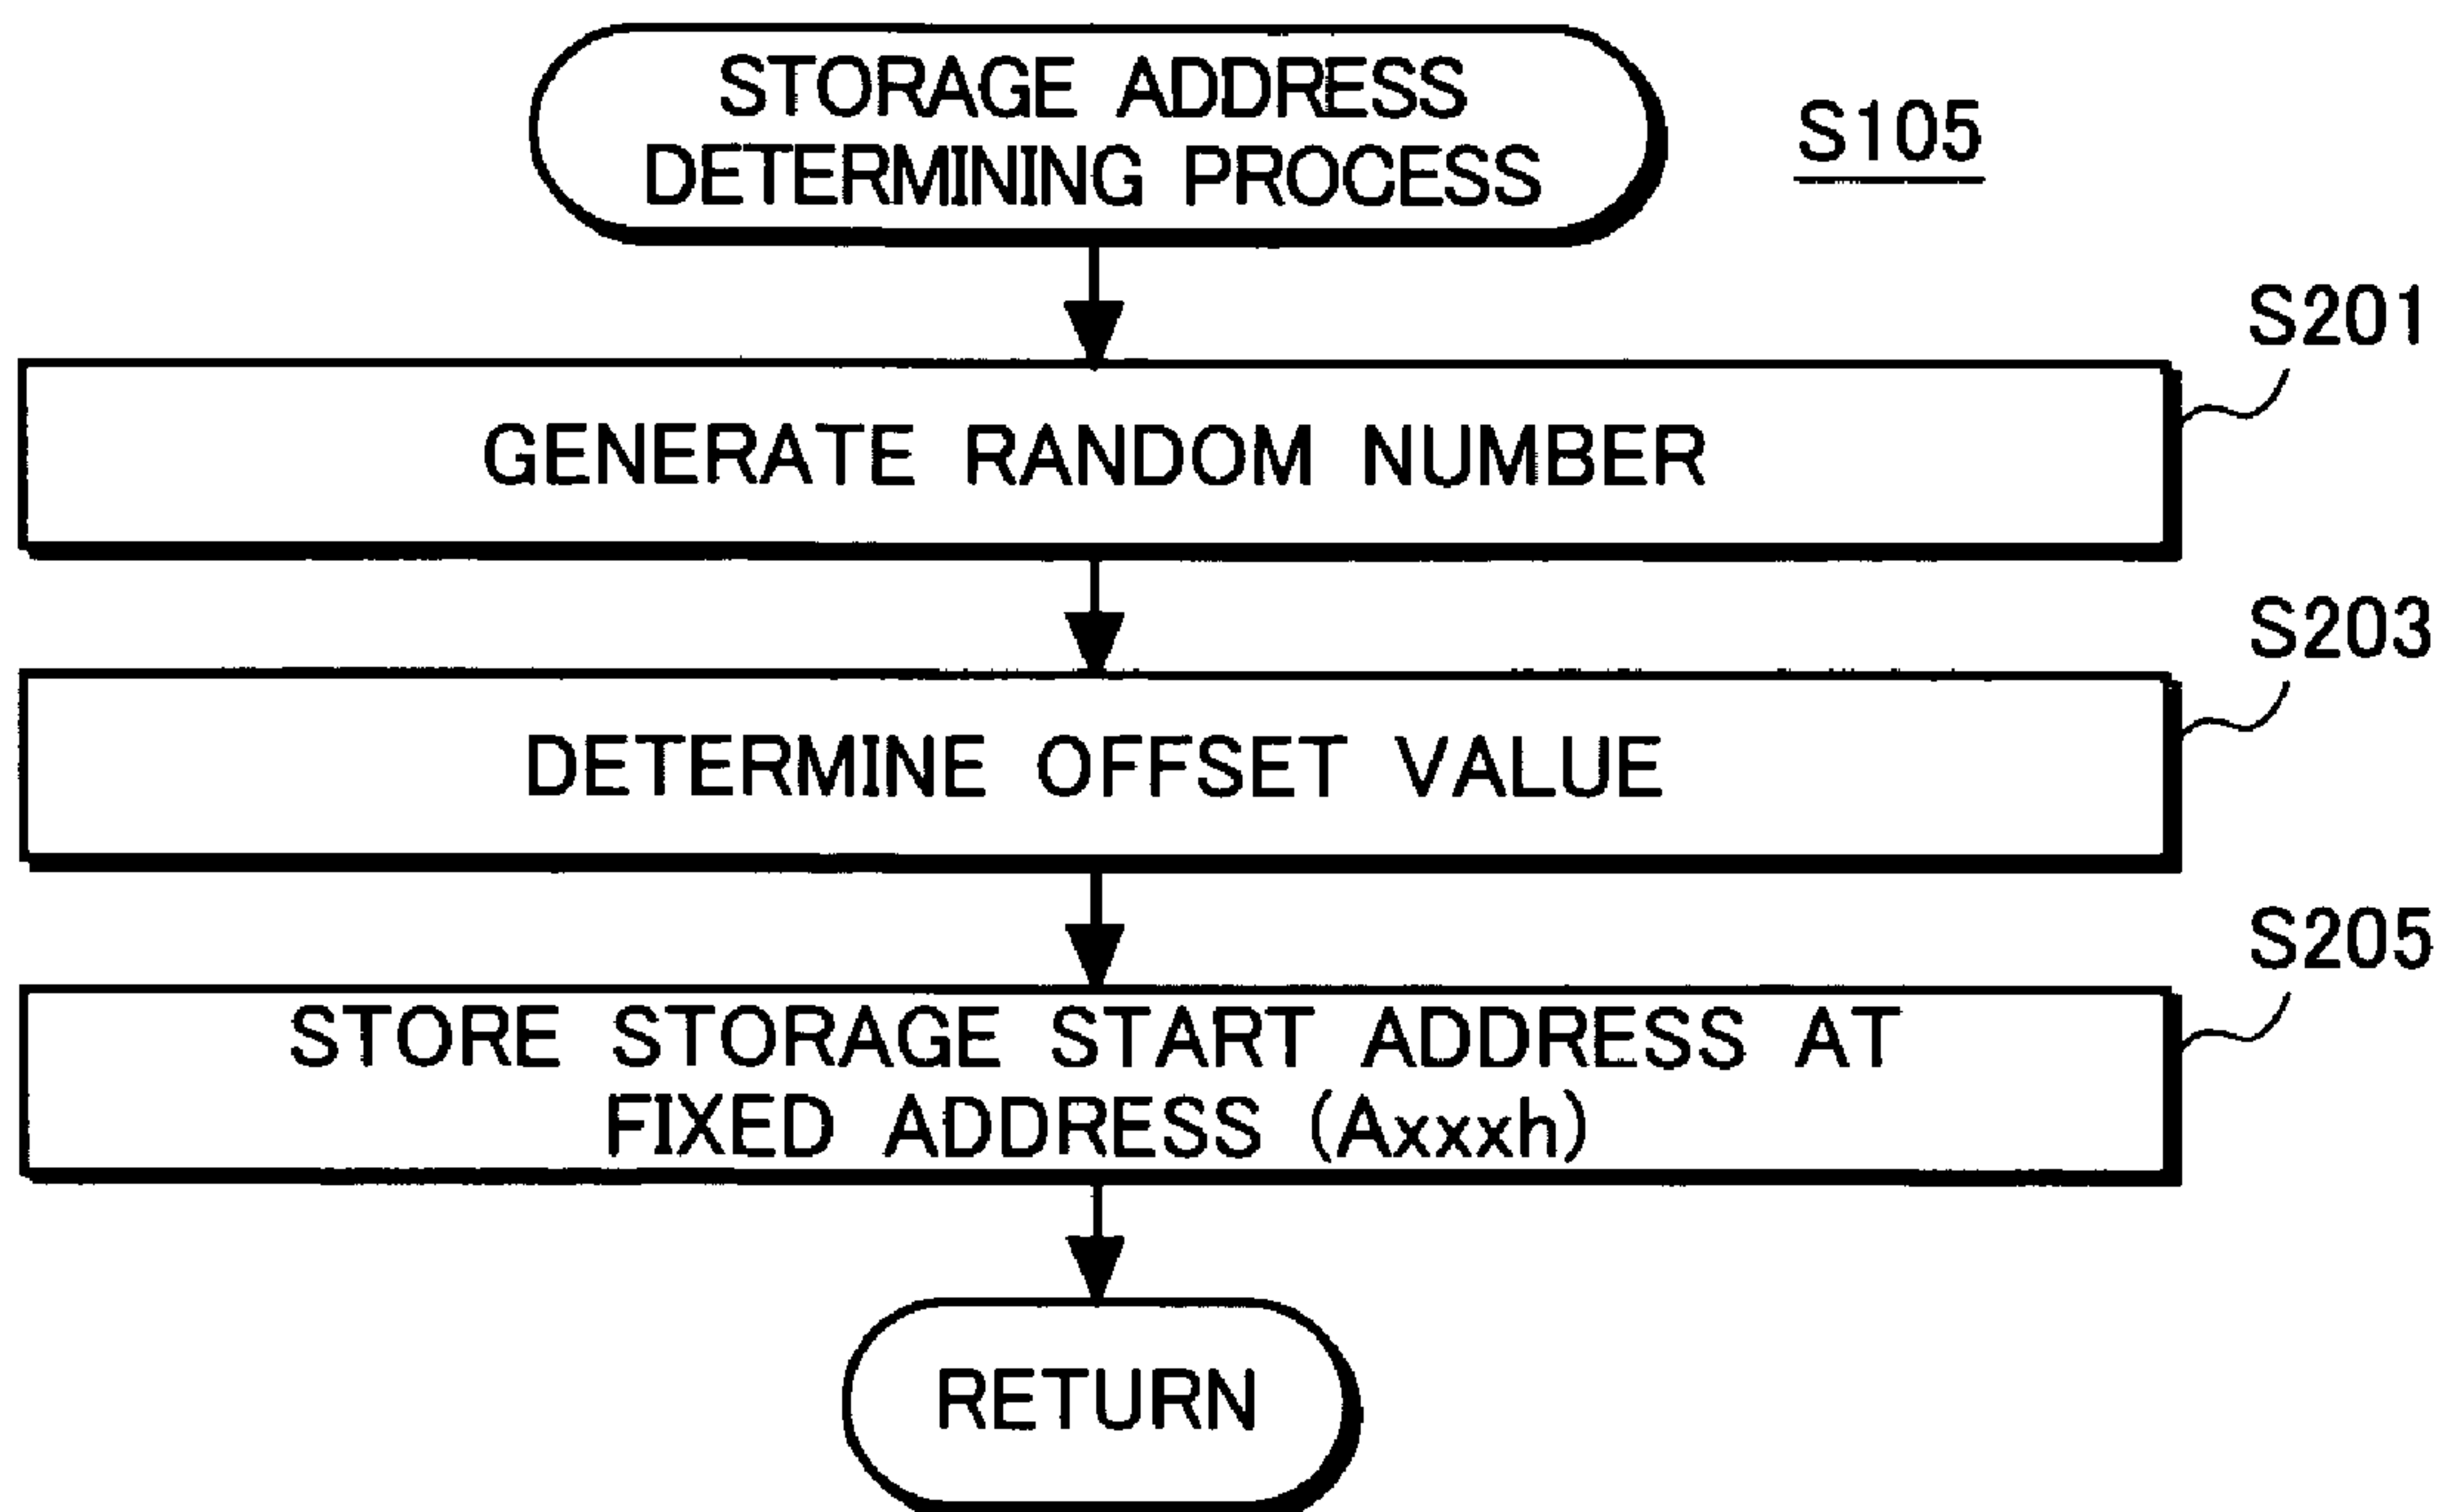 STORAGE ADDRESS
DETERMINING PROCESS
S105
S201
GENERATE RANDOM NUMBER
S203
DETERMINE OFFSET VALUE
S205
STORE STORAGE START ADDRESS AT
FIXED ADDRESS (Axxxh)
RETURN